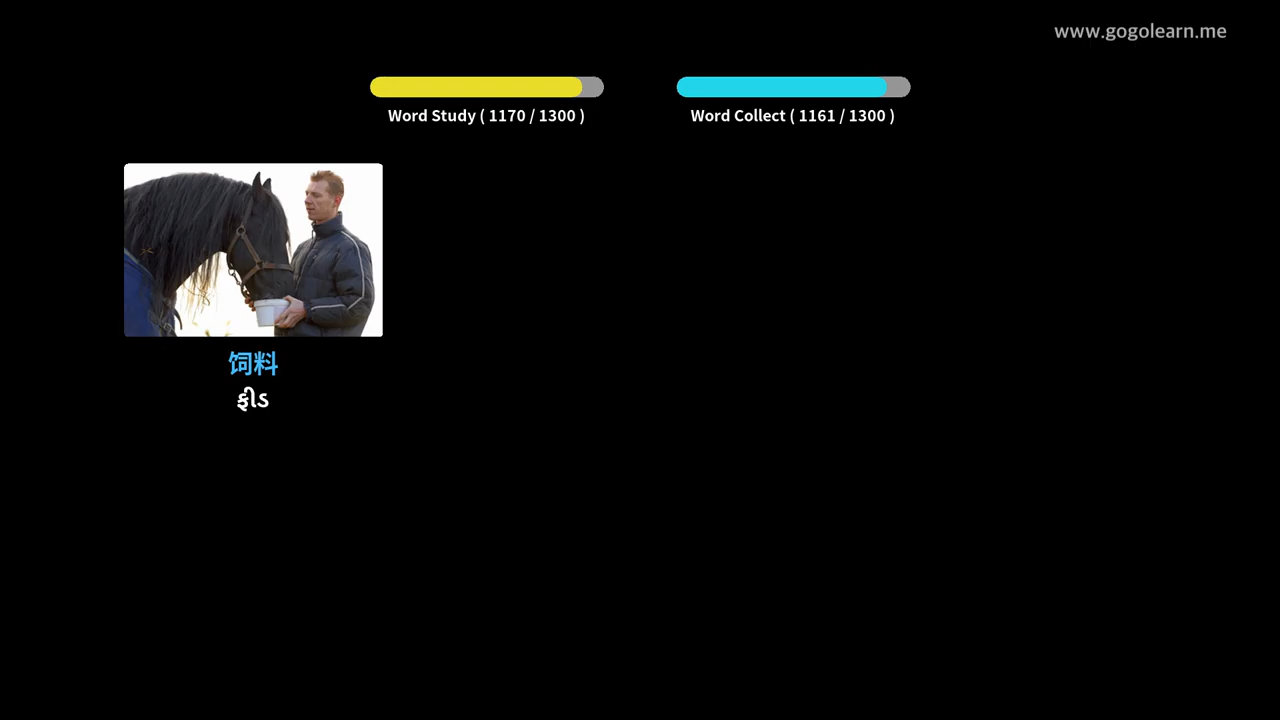 www.gogolearn.me
Word Study ( 1170 / 1300 )
Word Collect ( 1161 / 1300 )
饲料
ફીડ